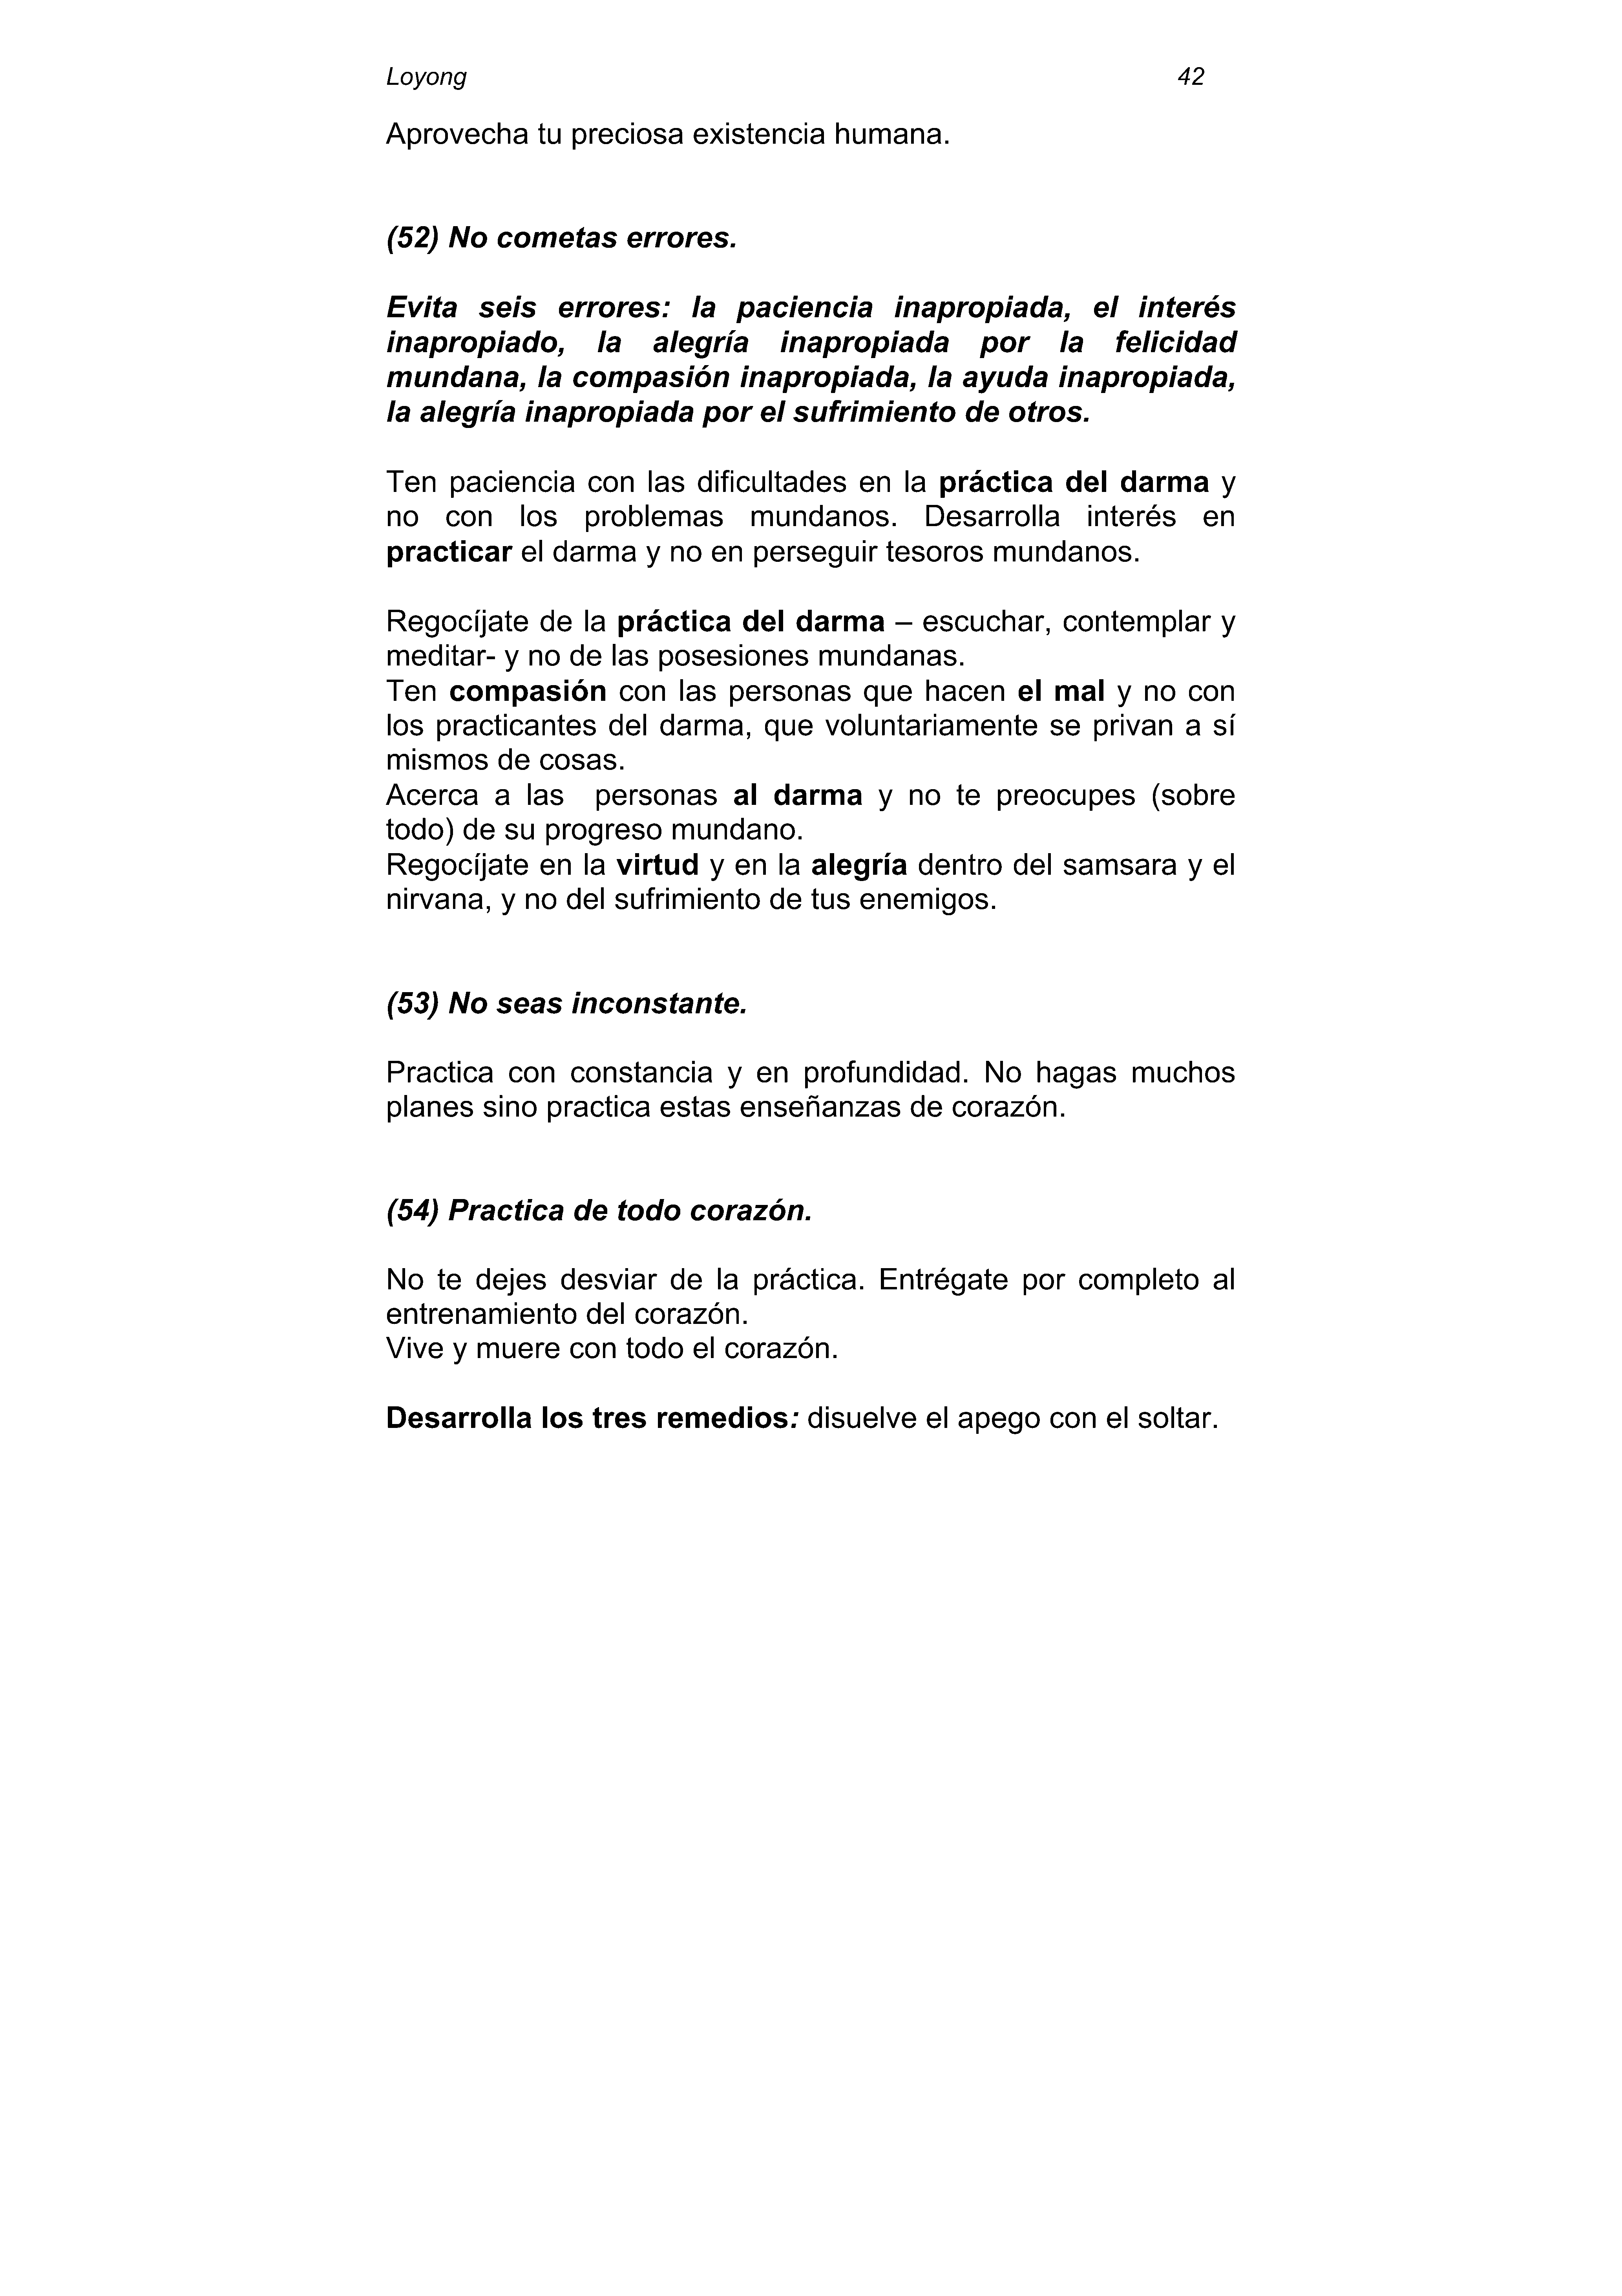 Loyong 42
Aprovecha tu preciosa existencia humana.
(52) No cometas errores.
Evita seis errores: la paciencia inapropiada, el interés
inapropiado, la alegría inapropiada por la felicidad
mundana, la compasión inapropiada, la ayuda inapropiada,
la alegría inapropiada por el sufrimiento de otros.
Ten paciencia con las dificultades en la práctica del darma y
no con los problemas mundanos. Desarrolla interés en
practicar el darma y no en perseguir tesoros mundanos.
Regocíjate de la práctica del darma – escuchar, contemplar y
meditar- y no de las posesiones mundanas.
Ten compasión con las personas que hacen el mal y no con
los practicantes del darma, que voluntariamente se privan a sí
mismos de cosas.
Acerca a las personas al darma y no te preocupes (sobre
todo) de su progreso mundano.
Regocíjate en la virtud y en la alegría dentro del samsara y el
nirvana, y no del sufrimiento de tus enemigos.
(53) No seas inconstante.
Practica con constancia y en profundidad. No hagas muchos
planes sino practica estas enseñanzas de corazón.
(54) Practica de todo corazón.
No te dejes desviar de la práctica. Entrégate por completo al
entrenamiento del corazón.
Vive y muere con todo el corazón.
Desarrolla los tres remedios: disuelve el apego con el soltar.